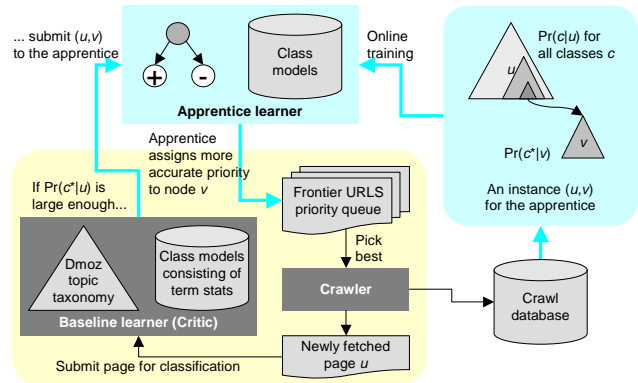 ... submit (u,v)
to the apprentice
+
-
Class
models
Apprentice learner
Online
training
Pr(c|u) for
all classes c
u
v
Pr(c*|v)
An instance (u,v)
for the apprentice
Apprentice
assigns more
accurate priority
to node v
If Pr(c*|u) is
large enough...
Frontier URLS
priority queue
Pick
best
Dmoz
topic
taxonomy
Class models
consisting of
term stats
Baseline learner (Critic)
Crawler
Crawl
database
Newly fetched
page u
Submit page for classification